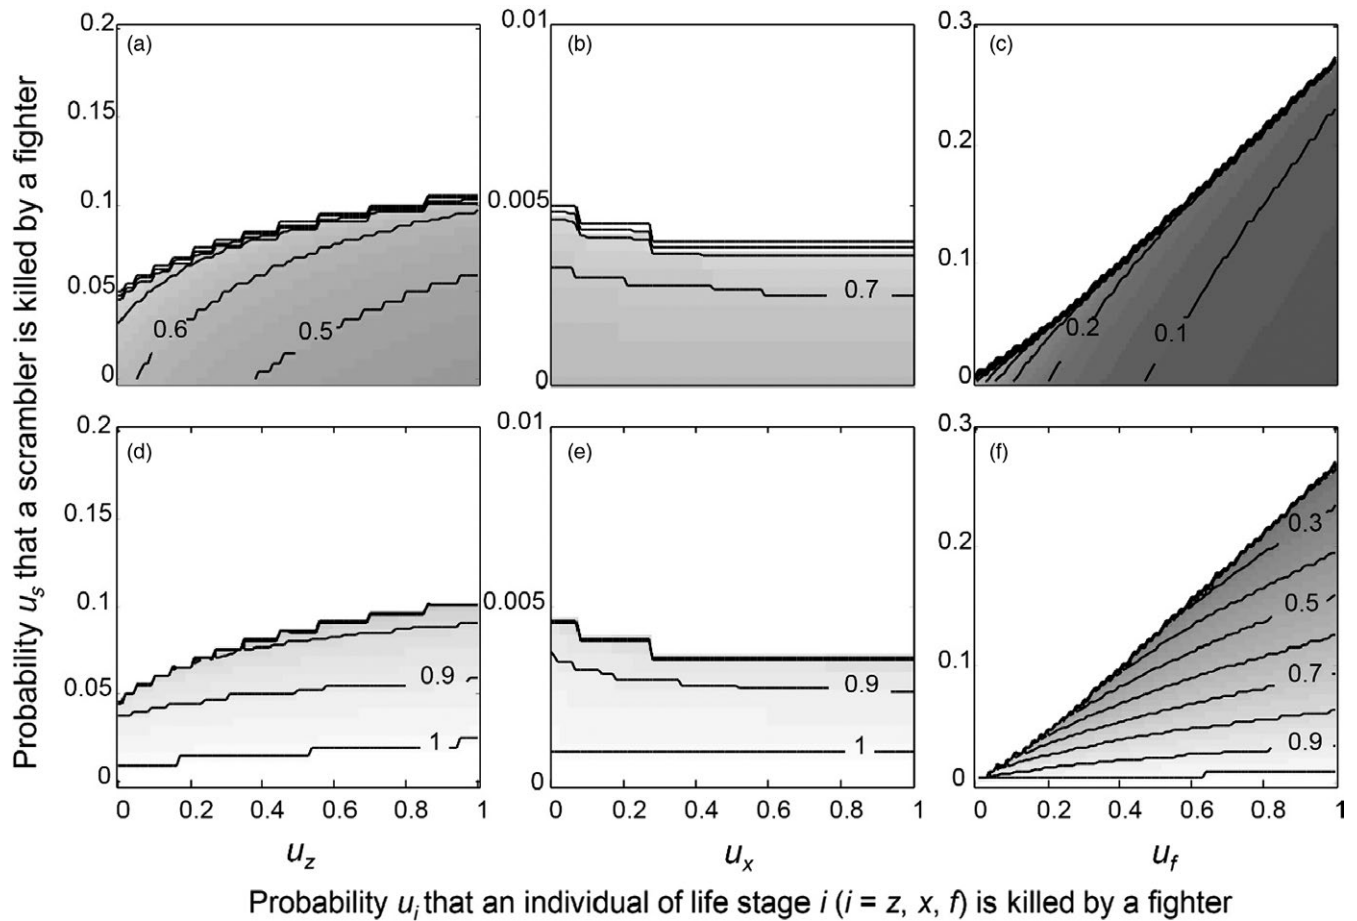 Probability u_s that a scrambler is killed by a fighter
0.2
(a)
0.15
0.1
0.05
0
0.6
0.5
0.01
(b)
0.005
0
0.7
0.3
(c)
0.2
0.1
0
0.2
0.1
0.2
(d)
0.15
0.1
0.05
0
0.9
1
0 0.2 0.4 0.6 0.8 1
0.01
(e)
0.005
0
0.9
1
0 0.2 0.4 0.6 0.8 1
0.3
(f)
0.2
0.1
0
0.3
0.5
0.7
0.9
0 0.2 0.4 0.6 0.8 1
u_z
u_x
u_f
Probability u_i that an individual of life stage i (i = z, x, f) is killed by a fighter